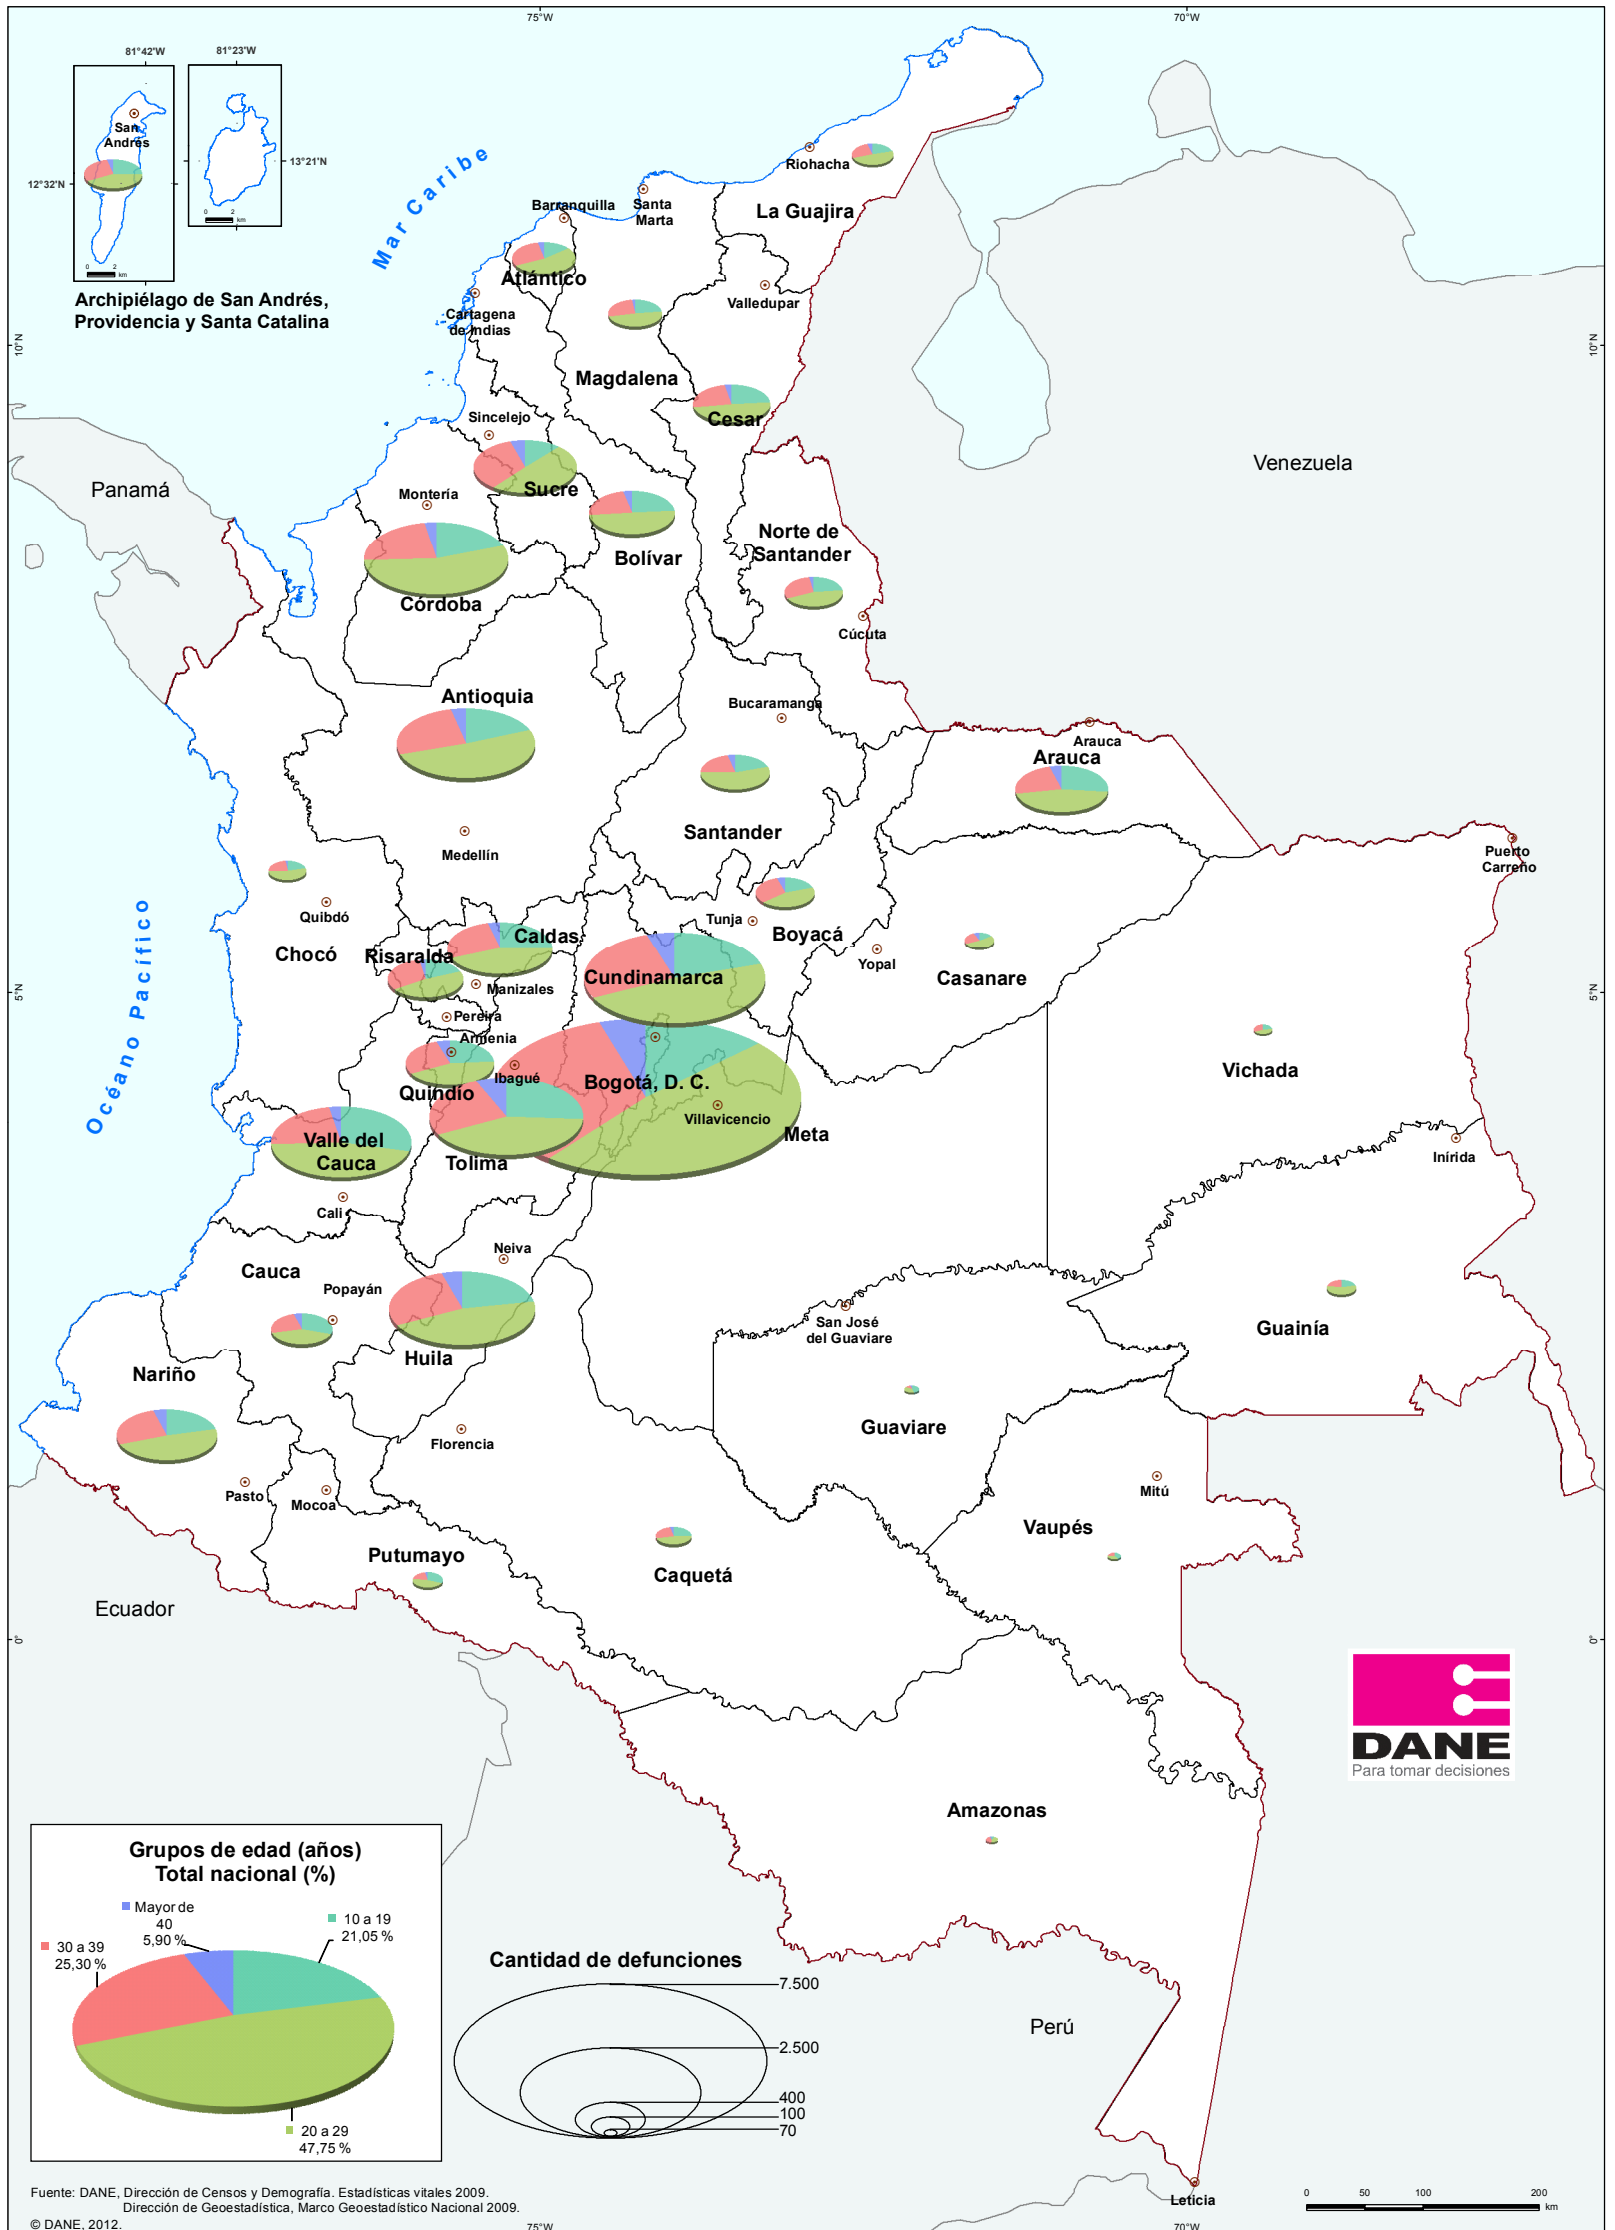 75°W
70°W
81°42'W
81°23'W
San
Andrés
13°21'N
12°32'N
0
2
km
0
2
km
Archipiélago de San Andrés,
Providencia y Santa Catalina
Mar Caribe
Riohacha
La Guajira
Santa
Marta
Barranquilla
Atlántico
Cartagena
de Indias
Valledupar
10°N
10°N
Magdalena
Cesar
Sincelejo
Sucre
Montería
Panamá
Venezuela
Bolívar
Norte de
Santander
Córdoba
Cúcuta
Antioquia
Bucaramanga
Arauca
Arauca
Santander
Medellín
Puerto
Carreño
Quibdó
Chocó
Océano Pacífico
Tunja
Boyacá
Yopal
Casanare
Caldas
Risaralda
Cundinamarca
Manizales
5°N
5°N
Pereira
Armenia
Ibagué
Quindío
Bogotá, D. C.
Villavicencio
Meta
Vichada
Valle del
Cauca
Tolima
Inírida
Cali
Neiva
Cauca
Popayán
San José
del Guaviare
Guainía
Huila
Nariño
Guaviare
Florencia
Pasto
Mocoa
Mitú
Vaupés
Putumayo
Caquetá
Ecuador
0°
0°
DANE
Para tomar decisiones
Amazonas
Grupos de edad (años)
Total nacional (%)
Mayor de
40
5,90 %
10 a 19
21,05 %
30 a 39
25,30 %
20 a 29
47,75 %
Cantidad de defunciones
7.500
2.500
400
100
70
Perú
Leticia
0
50
100
200
km
Fuente: DANE, Dirección de Censos y Demografía. Estadísticas vitales 2009.
Dirección de Geoestadística, Marco Geoestadístico Nacional 2009.
© DANE, 2012.
75°W
70°W